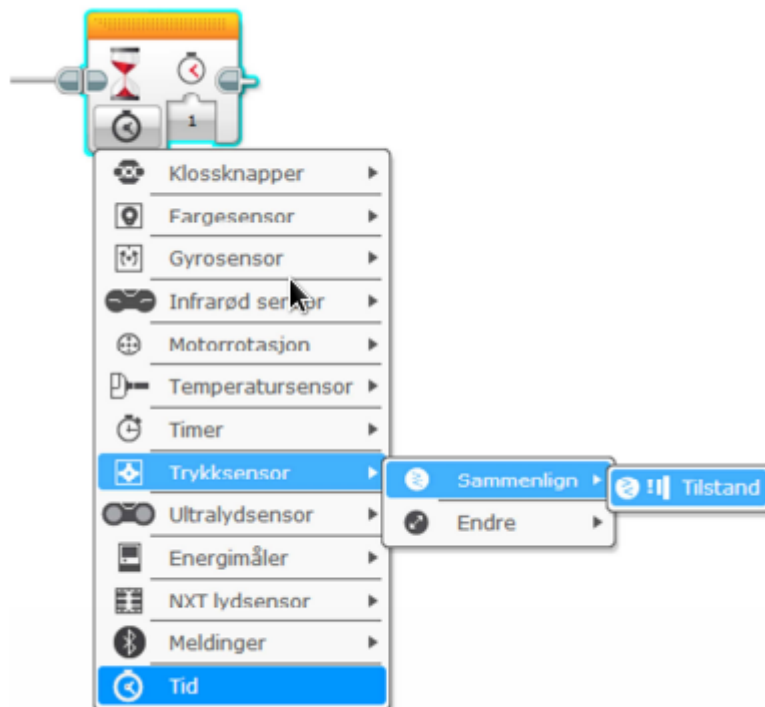 1
Klossknapper
Fargesensor
Gyrosensor
Infrarød sensor
Motorrotasjon
Temperatursensor
Timer
Trykksensor
Sammenlign
Tilstand
Ultralydsensor
Endre
Energimåler
NXT lydsensor
Meldinger
Tid